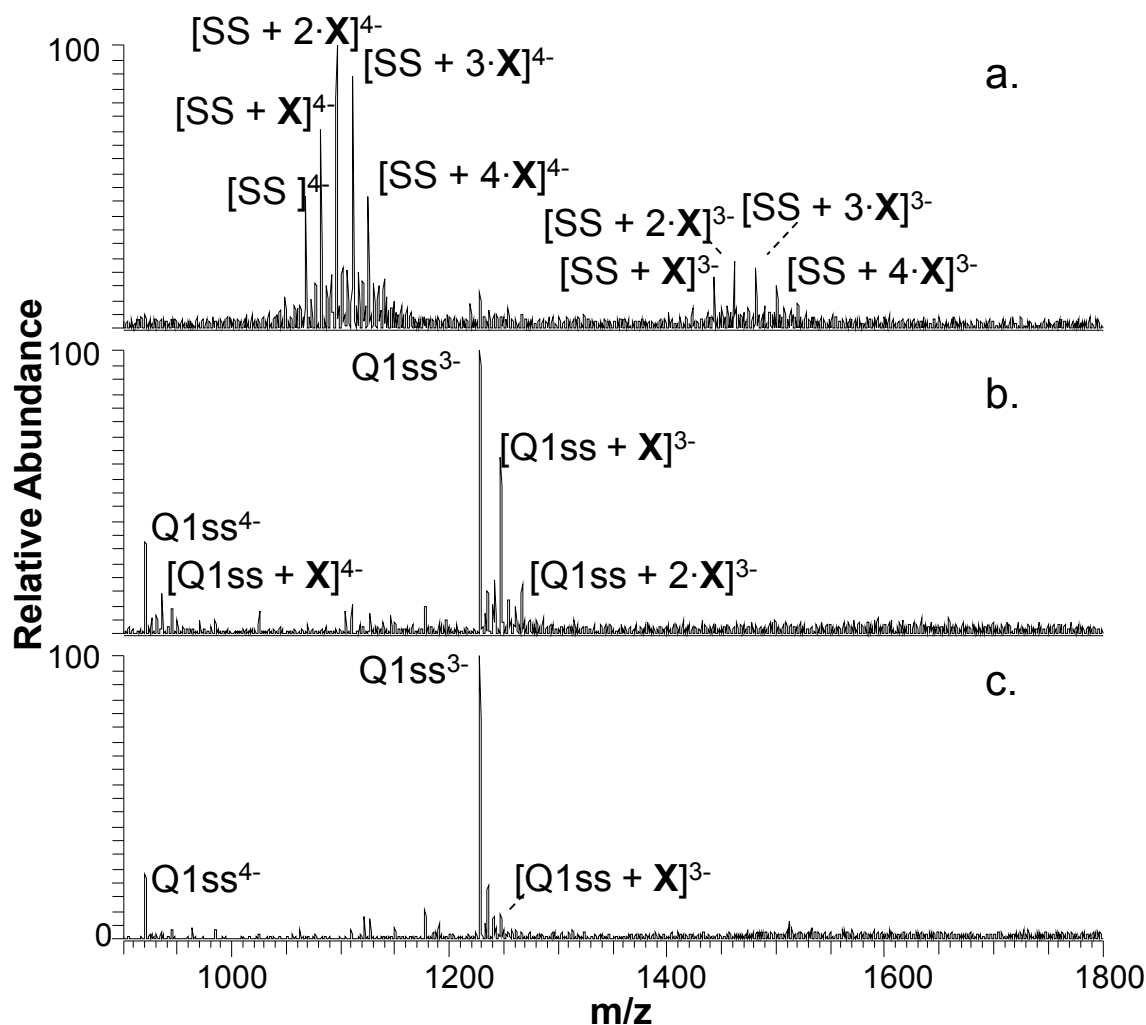 [SS + 2·X]4-
100
[SS + 3·X]4-
a.
[SS + X]4-
[SS ]4-
[SS + 4·X]4-
[SS + 2·X]3-
[SS + 3·X]3-
[SS + X]3-
[SS + 4·X]3-
100
Q1ss3-
b.
[Q1ss + X]3-
Q1ss4-
[Q1ss + X]4-
[Q1ss + 2·X]3-
Relative Abundance
100
Q1ss3-
c.
Q1ss4-
[Q1ss + X]3-
0
1000 1200 1400 1600 1800
m/z